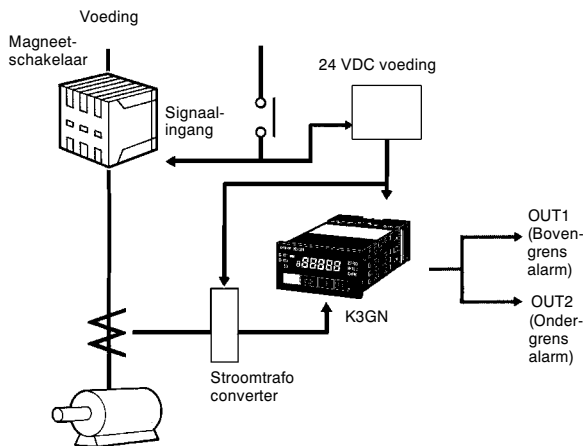 Voeding
Magneet-
schakelaar
Signaal-
ingang
24 VDC voeding
OUT1
(Boven-
grens
alarm)
OUT2
(Onder-
grens
alarm)
K3GN
Stroomtrafo
converter